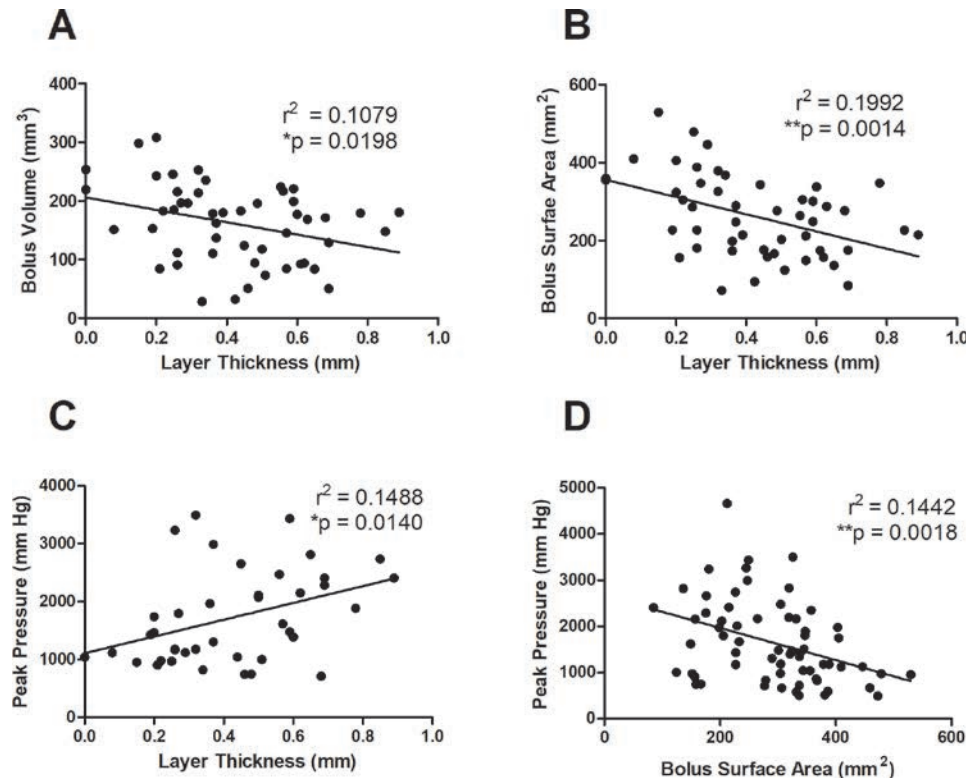 A
Bolus Volume (mm³)
400
300
200
100
0
r² = 0.1079
*p = 0.0198
0.0 0.2 0.4 0.6 0.8 1.0
Layer Thickness (mm)
B
Bolus Surfae Area (mm²)
600
400
200
0
r² = 0.1992
**p = 0.0014
0.0 0.2 0.4 0.6 0.8 1.0
Layer Thickness (mm)
C
Peak Pressure (mm Hg)
4000
3000
2000
1000
0
r² = 0.1488
*p = 0.0140
0.0 0.2 0.4 0.6 0.8 1.0
Layer Thickness (mm)
D
Peak Pressure (mm Hg)
5000
4000
3000
2000
1000
0
r² = 0.1442
**p = 0.0018
0 200 400 600
Bolus Surface Area (mm²)